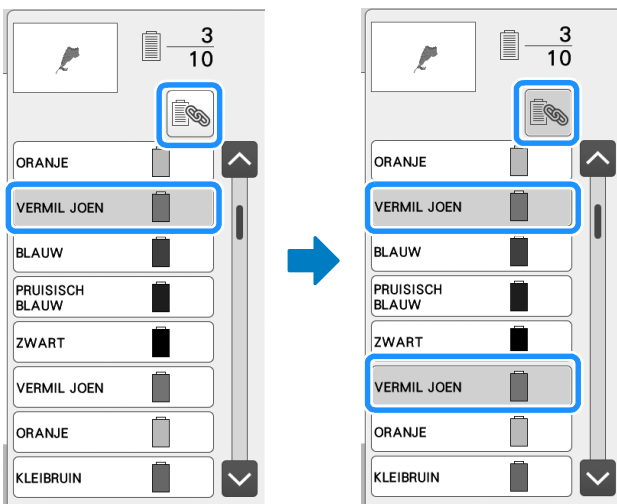 3
10
ORANJE
VERMIL JOEN
BLAUW
PRUISISCH
BLAUW
ZWART
VERMIL JOEN
ORANJE
KLEIBRUIN
3
10
ORANJE
VERMIL JOEN
BLAUW
PRUISISCH
BLAUW
ZWART
VERMIL JOEN
ORANJE
KLEIBRUIN